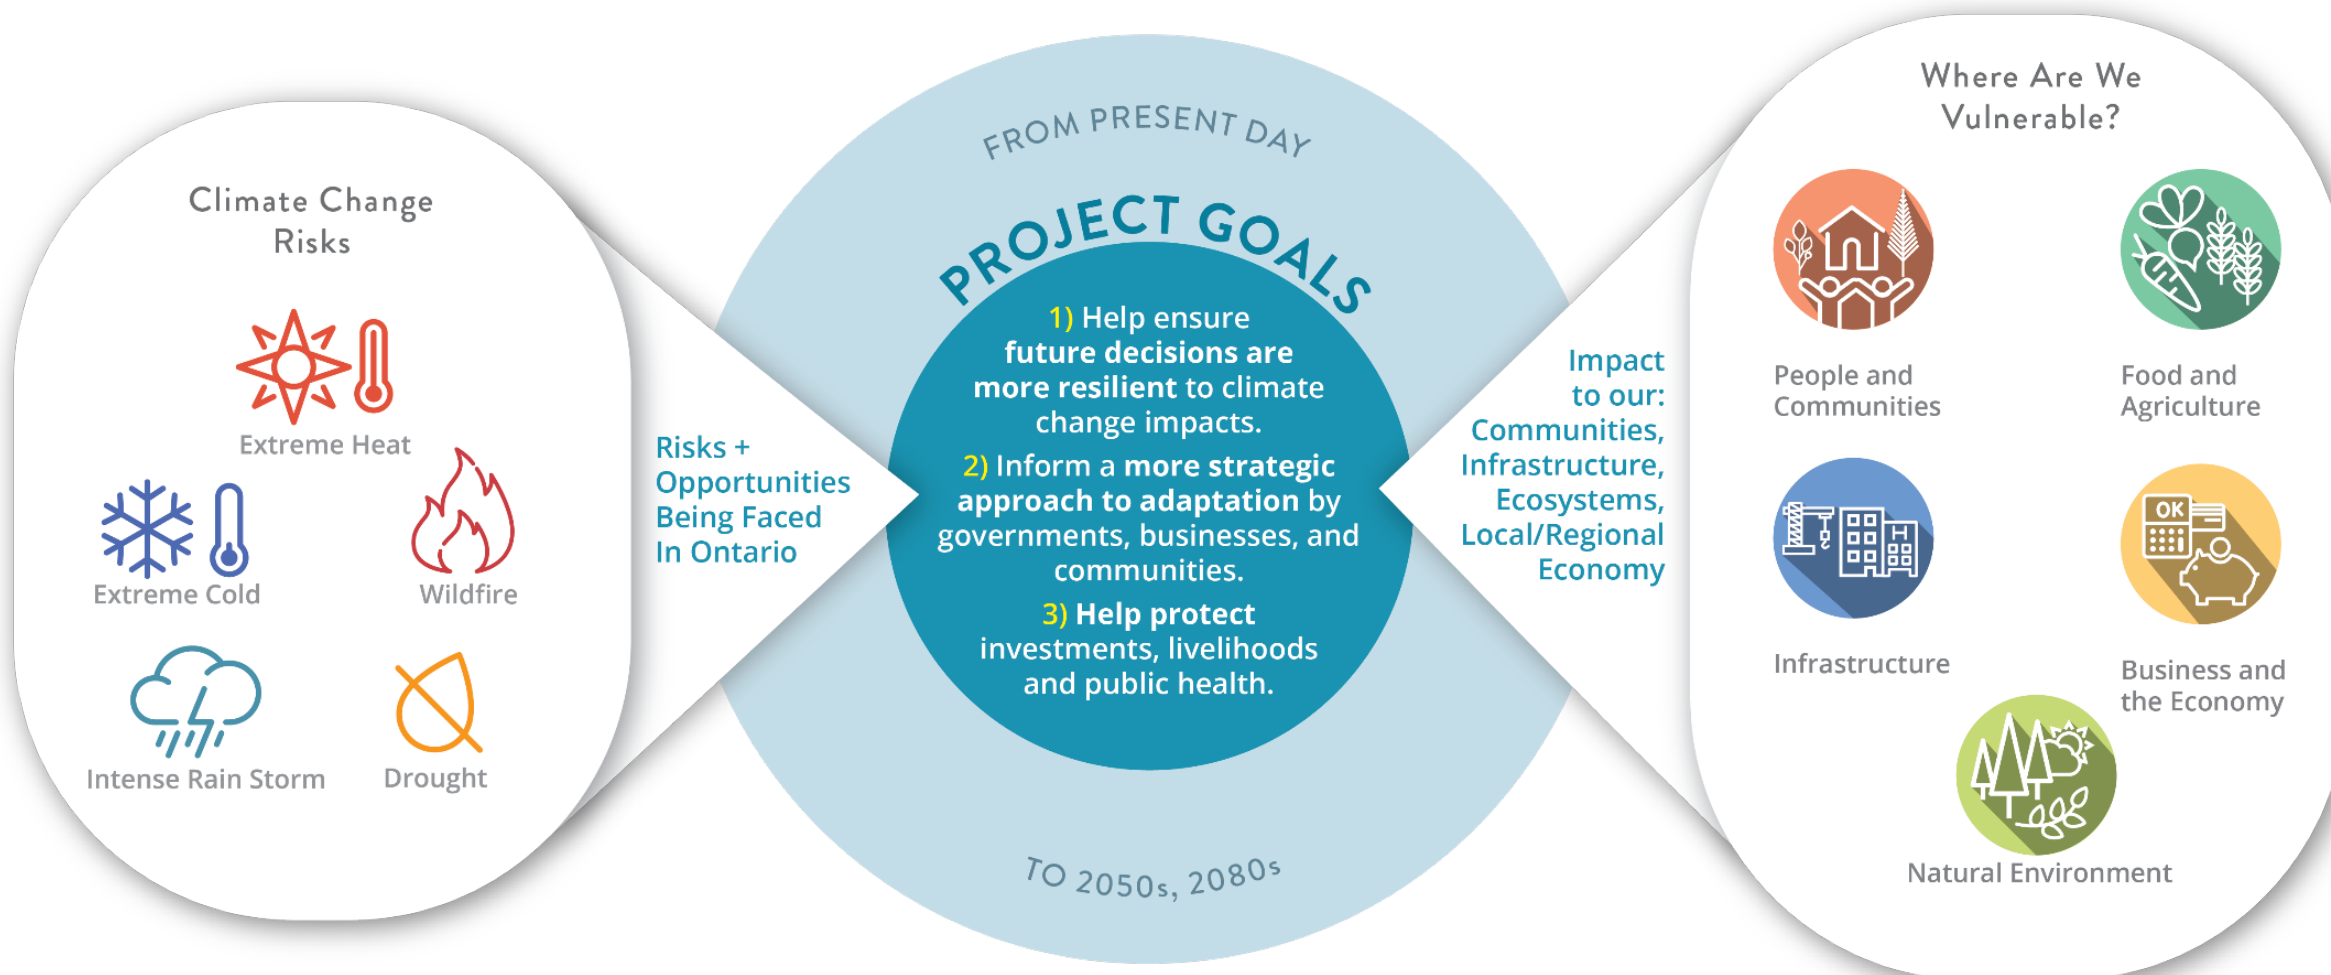 Climate Change
Risks
Extreme Heat
Extreme Cold
Wildfire
Intense Rain Storm
Drought
Risks +
Opportunities
Being Faced
In Ontario
FROM PRESENT DAY
PROJECT GOALS
1) Help ensure
future decisions are
more resilient to climate
change impacts.
2) Inform a more strategic
approach to adaptation by
governments, businesses, and
communities.
3) Help protect
investments, livelihoods
and public health.
TO 2050s, 2080s
Impact
to our:
Communities,
Infrastructure,
Ecosystems,
Local/Regional
Economy
Where Are We
Vulnerable?
People and
Communities
Food and
Agriculture
H
Infrastructure
OK
Business and
the Economy
Natural Environment